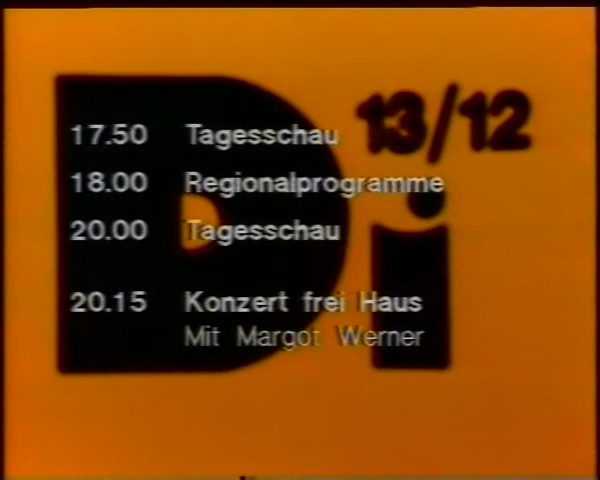 Di 13/12
17.50 Tagesschau
18.00 Regionalprogramme
20.00 Tagesschau
20.15 Konzert frei Haus
Mit Margot Werner